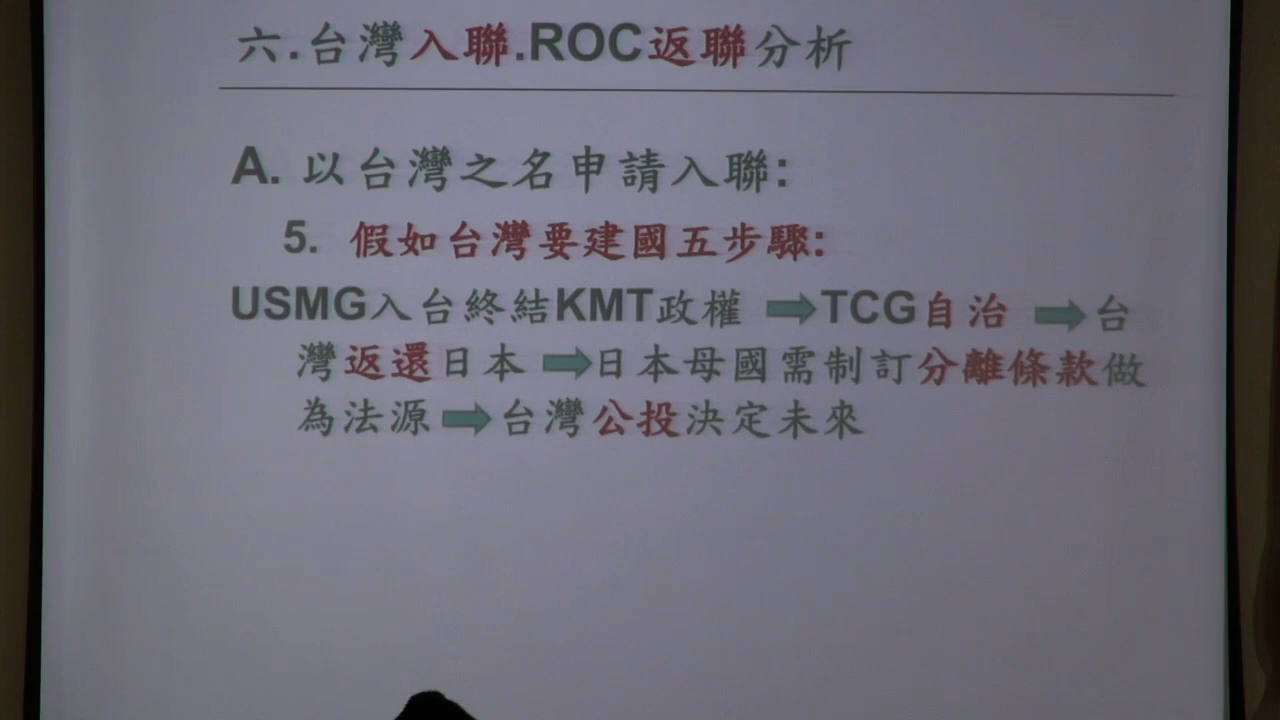 六.台灣入聯.ROC返聯分析
A. 以台灣之名申請入聯:
5. 假如台灣要建國五步驟:
USMG入台終結KMT政權 ➡TCG自治 ➡台
灣返還日本 ➡日本母國需制訂分離條款做
為法源 ➡台灣公投決定未來